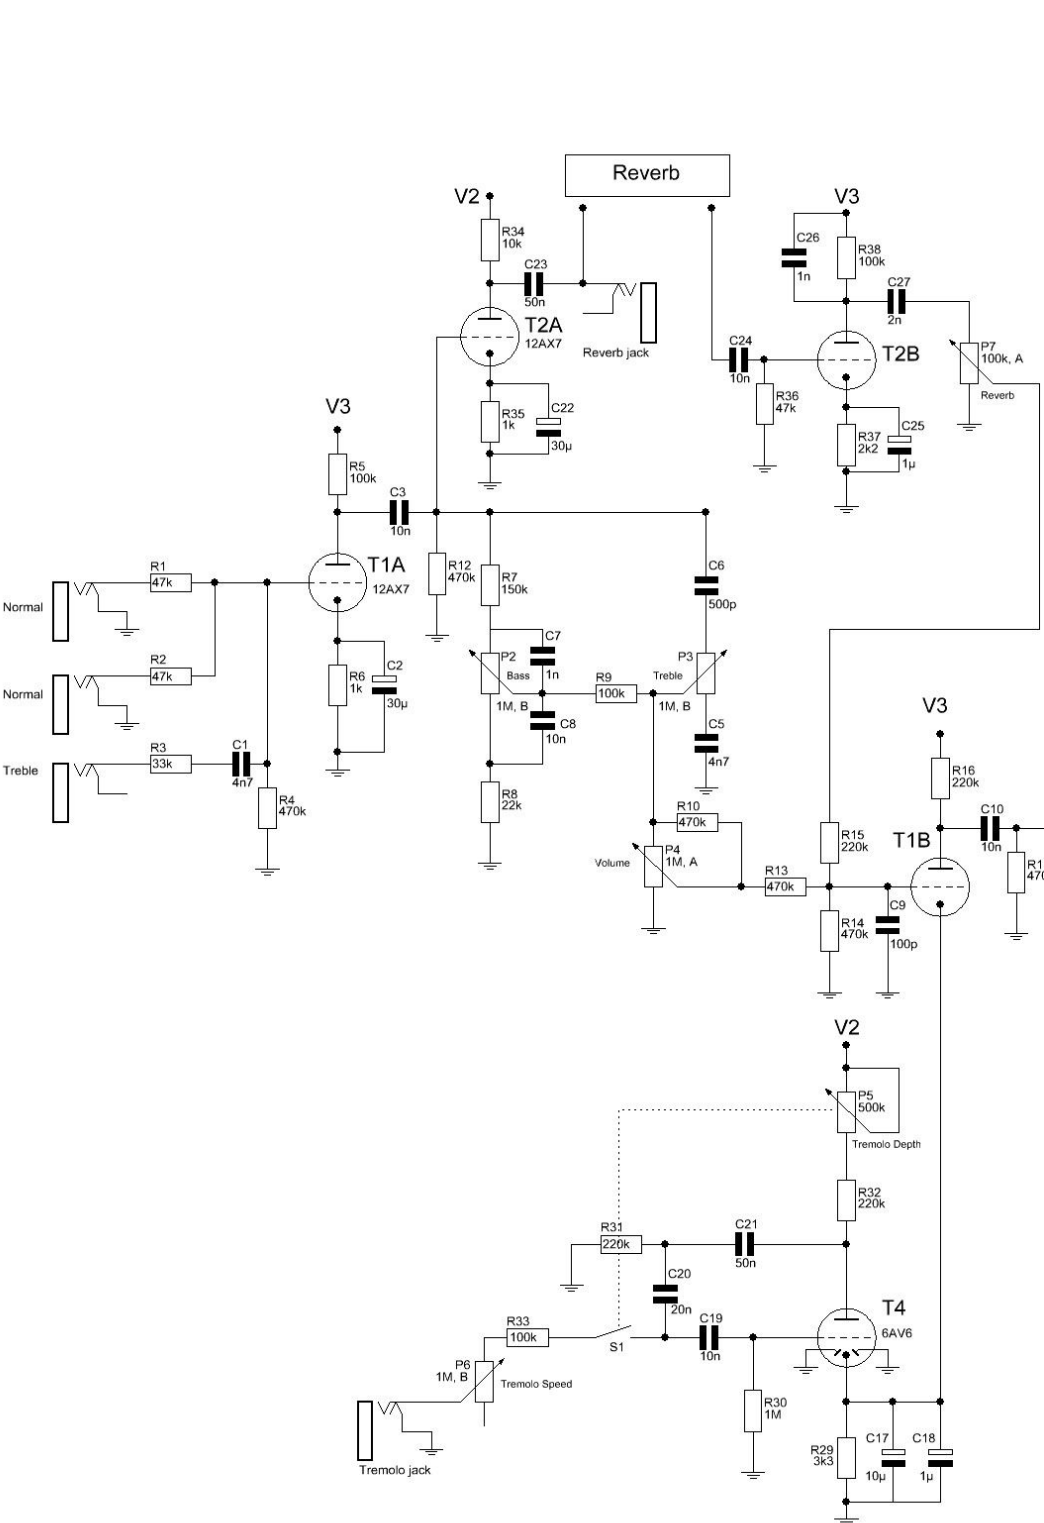 Reverb
V2
R34
10k
C23
50n
T2A
12AX7
Reverb jack
R35
1k
C22
30µ
V3
C26
1n
R38
100k
C27
2n
T2B
P7
100k, A
Reverb
C24
10n
R36
47k
R37
2k2
C25
1µ
V3
R5
100k
C3
10n
T1A
12AX7
R12
470k
R7
150k
C6
500p
R1
47k
Normal
R2
47k
Normal
R3
33k
C1
4n7
Treble
R4
470k
R6
1k
C2
30µ
P2
Bass
1M, B
C7
1n
C8
10n
R9
100k
P3
Treble
1M, B
C5
4n7
R8
22k
R10
470k
Volume
P4
1M, A
R13
470k
R15
220k
R14
470k
C9
100p
V3
R16
220k
T1B
C10
10n
R1
470
V2
P5
500k
Tremolo Depth
R32
220k
R31
220k
C21
50n
C20
20n
C19
10n
T4
6AV6
R33
100k
S1
P6
1M, B
Tremolo Speed
Tremolo jack
R30
1M
R29
3k3
C17
10µ
C18
1µ